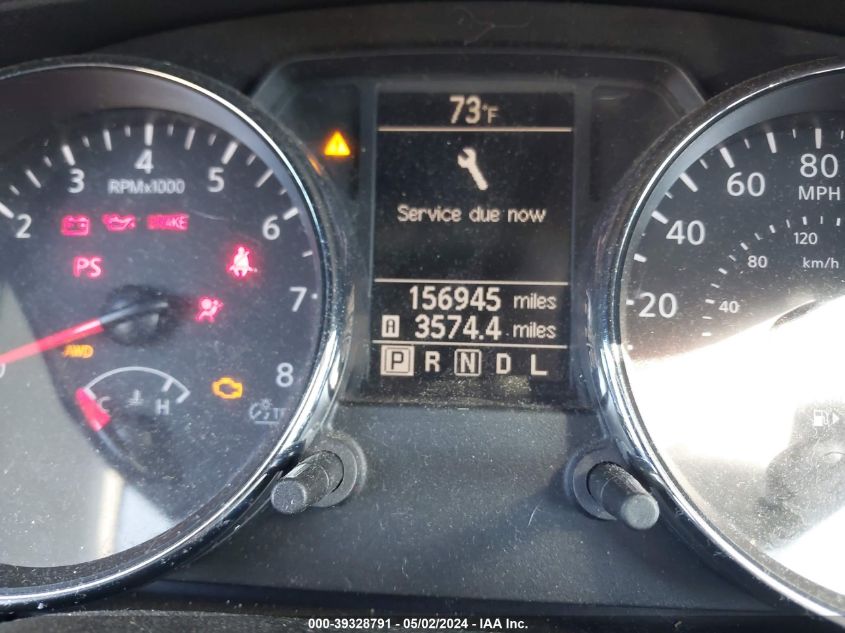 73°F
Service due now
156945 miles
A 3574.4 miles
P R N D L
2 3 4 5 6 7 8
RPMx1000
BRAKE
PS
AWD
C H
20 40 60 80
MPH
40 80 120
km/h
000-39328791 - 05/02/2024 - IAA Inc.